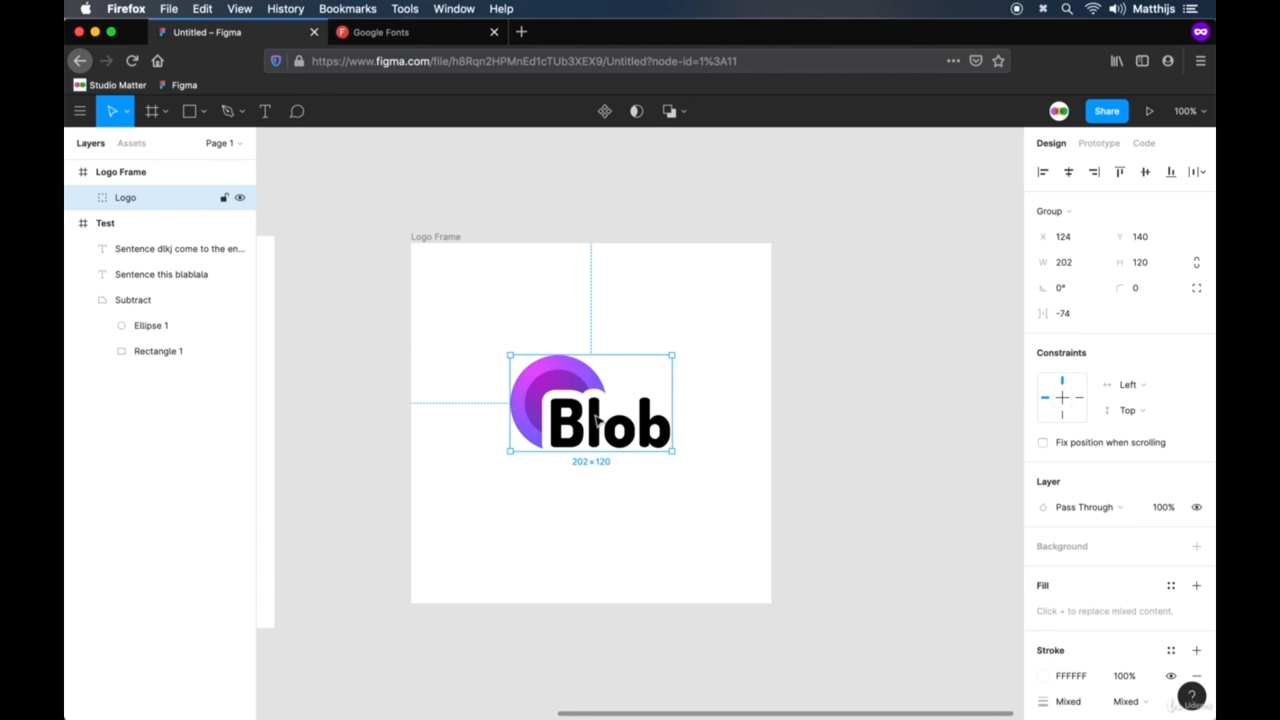 Firefox File Edit View History Bookmarks Tools Window Help Matthijs
Untitled – Figma Google Fonts
https://www.figma.com/file/h8Rqn2HPMnEd1cTUb3XEX9/Untitled?node-id=1%3A11
Studio Matter Figma
Share 100%
Layers Assets Page 1
Design Prototype Code
Logo Frame
Logo
Test
Sentence dlkj come to the en...
Sentence this blablala
Subtract
Ellipse 1
Rectangle 1
Logo Frame
Blob
202 × 120
Group
X 124 Y 140
W 202 H 120
0° 0
-74
Constraints
Left
Top
Fix position when scrolling
Layer
Pass Through 100%
Background
Fill
Click + to replace mixed content.
Stroke
FFFFFF 100%
Mixed Mixed
?
Udemy